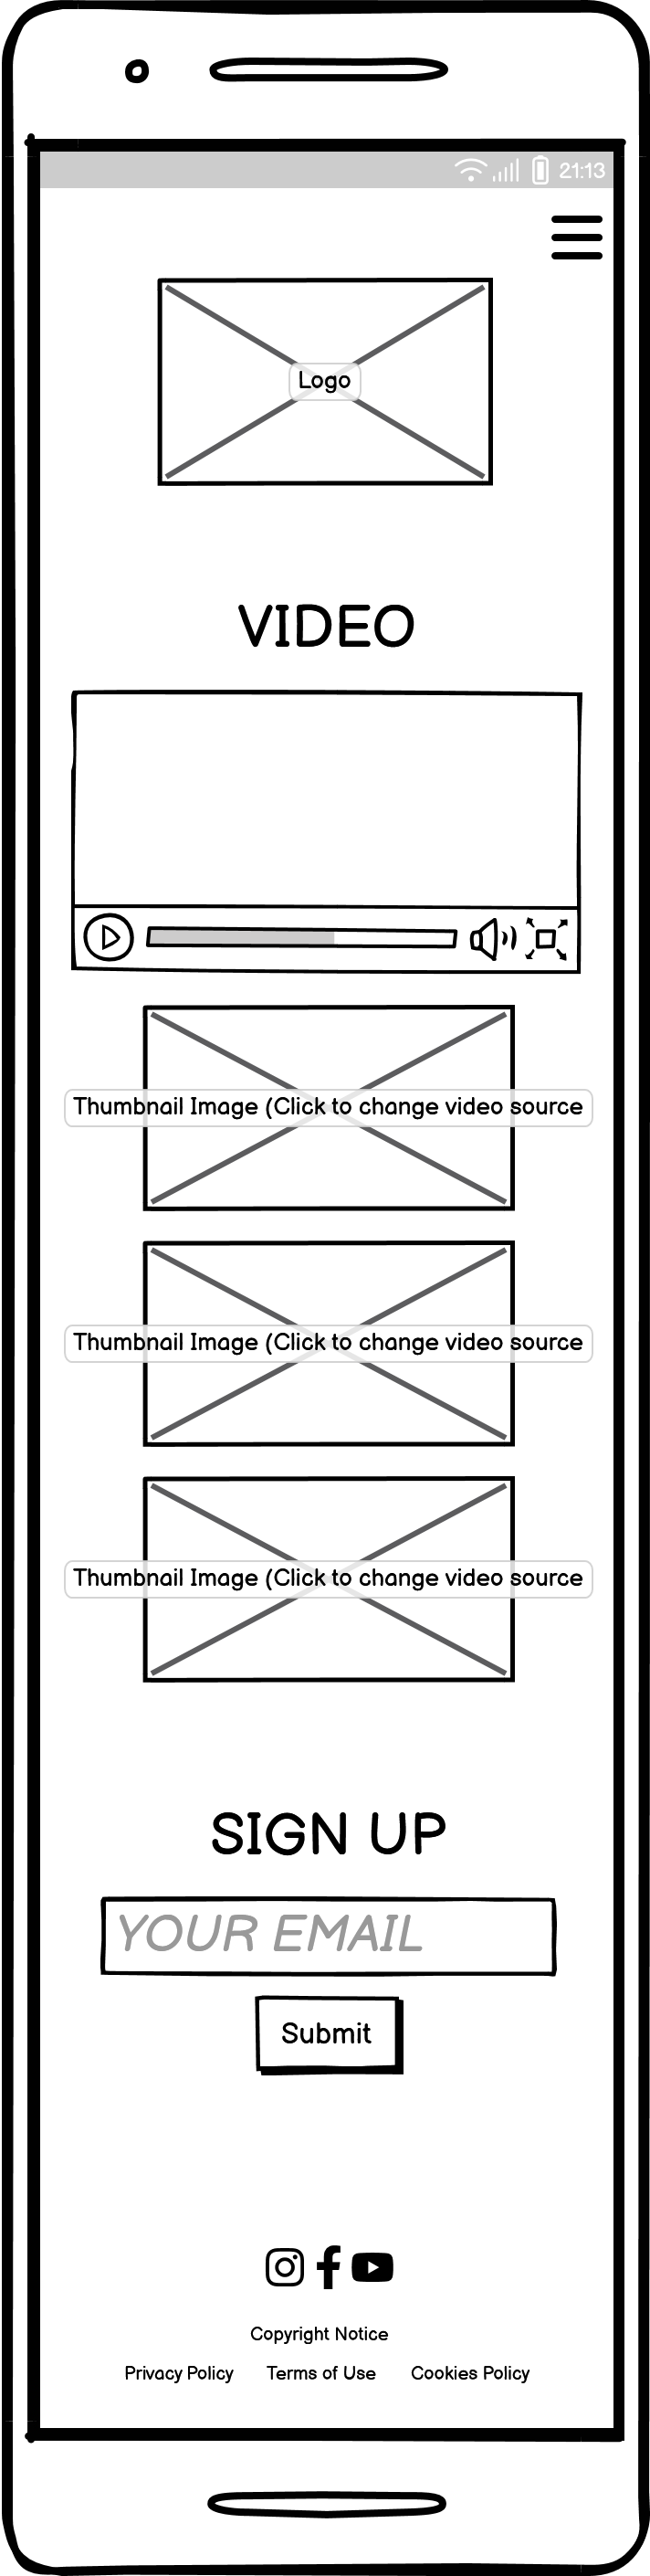 21:13
Logo
VIDEO
Thumbnail Image (Click to change video source
Thumbnail Image (Click to change video source
Thumbnail Image (Click to change video source
SIGN UP
YOUR EMAIL
Submit
Copyright Notice
Privacy Policy Terms of Use Cookies Policy